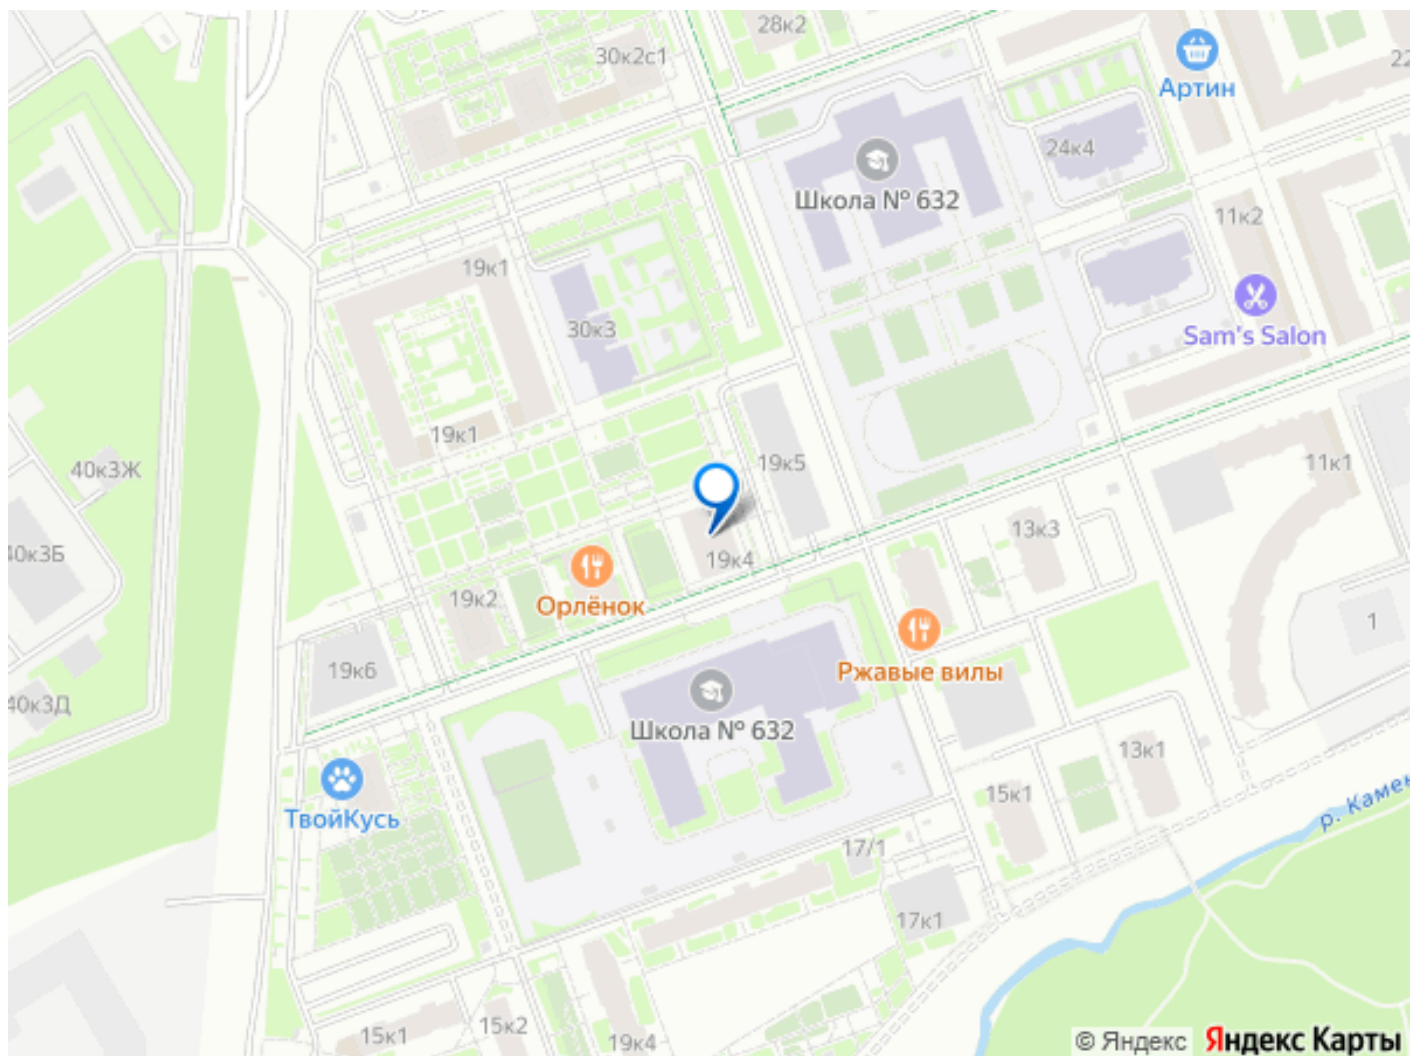 28к2
30к2с1
22
Артин
24к4
Школа № 632
11к2
19к1
30к3
Sam's Salon
19к1
40к3Ж
19к5
11к1
40к3Б
19к4
13к3
19к2
Орлёнок
1
19к6
Ржавые вилы
40к3Д
Школа № 632
13к1
15к1
ТвойКусь
р. Камен
17/1
17к1
15к1
15к2
19к4
© Яндекс Яндекс Карты